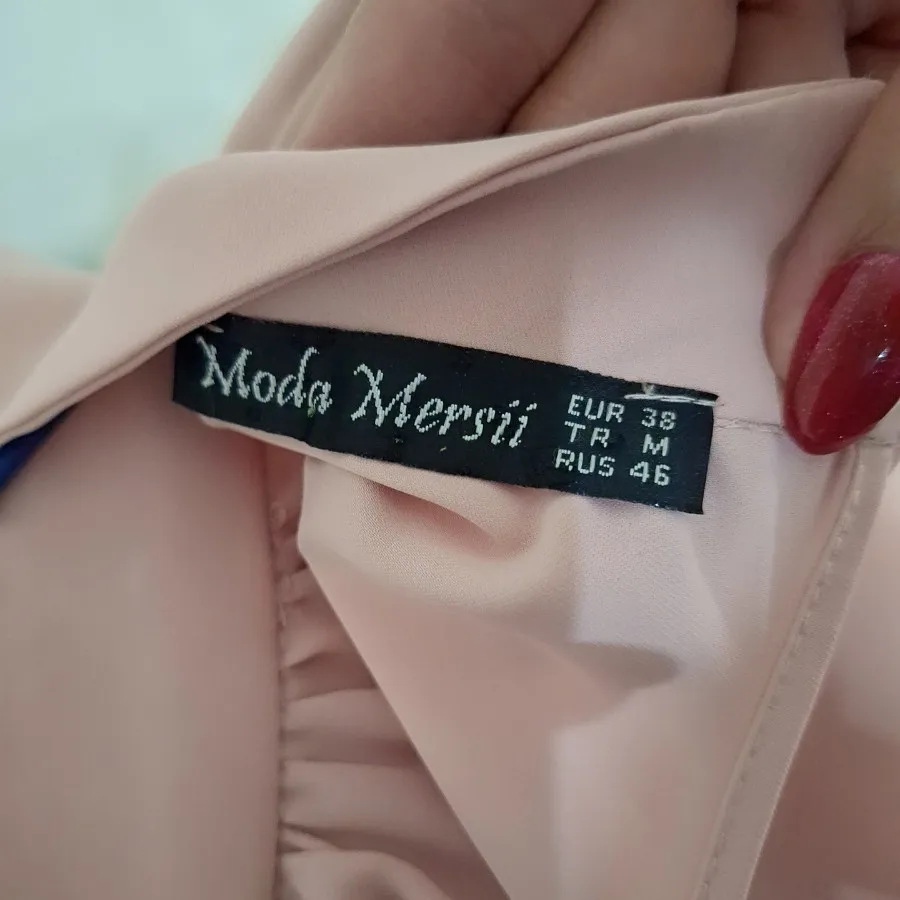 Moda Mersii
EUR 38
TR M
RUS 46